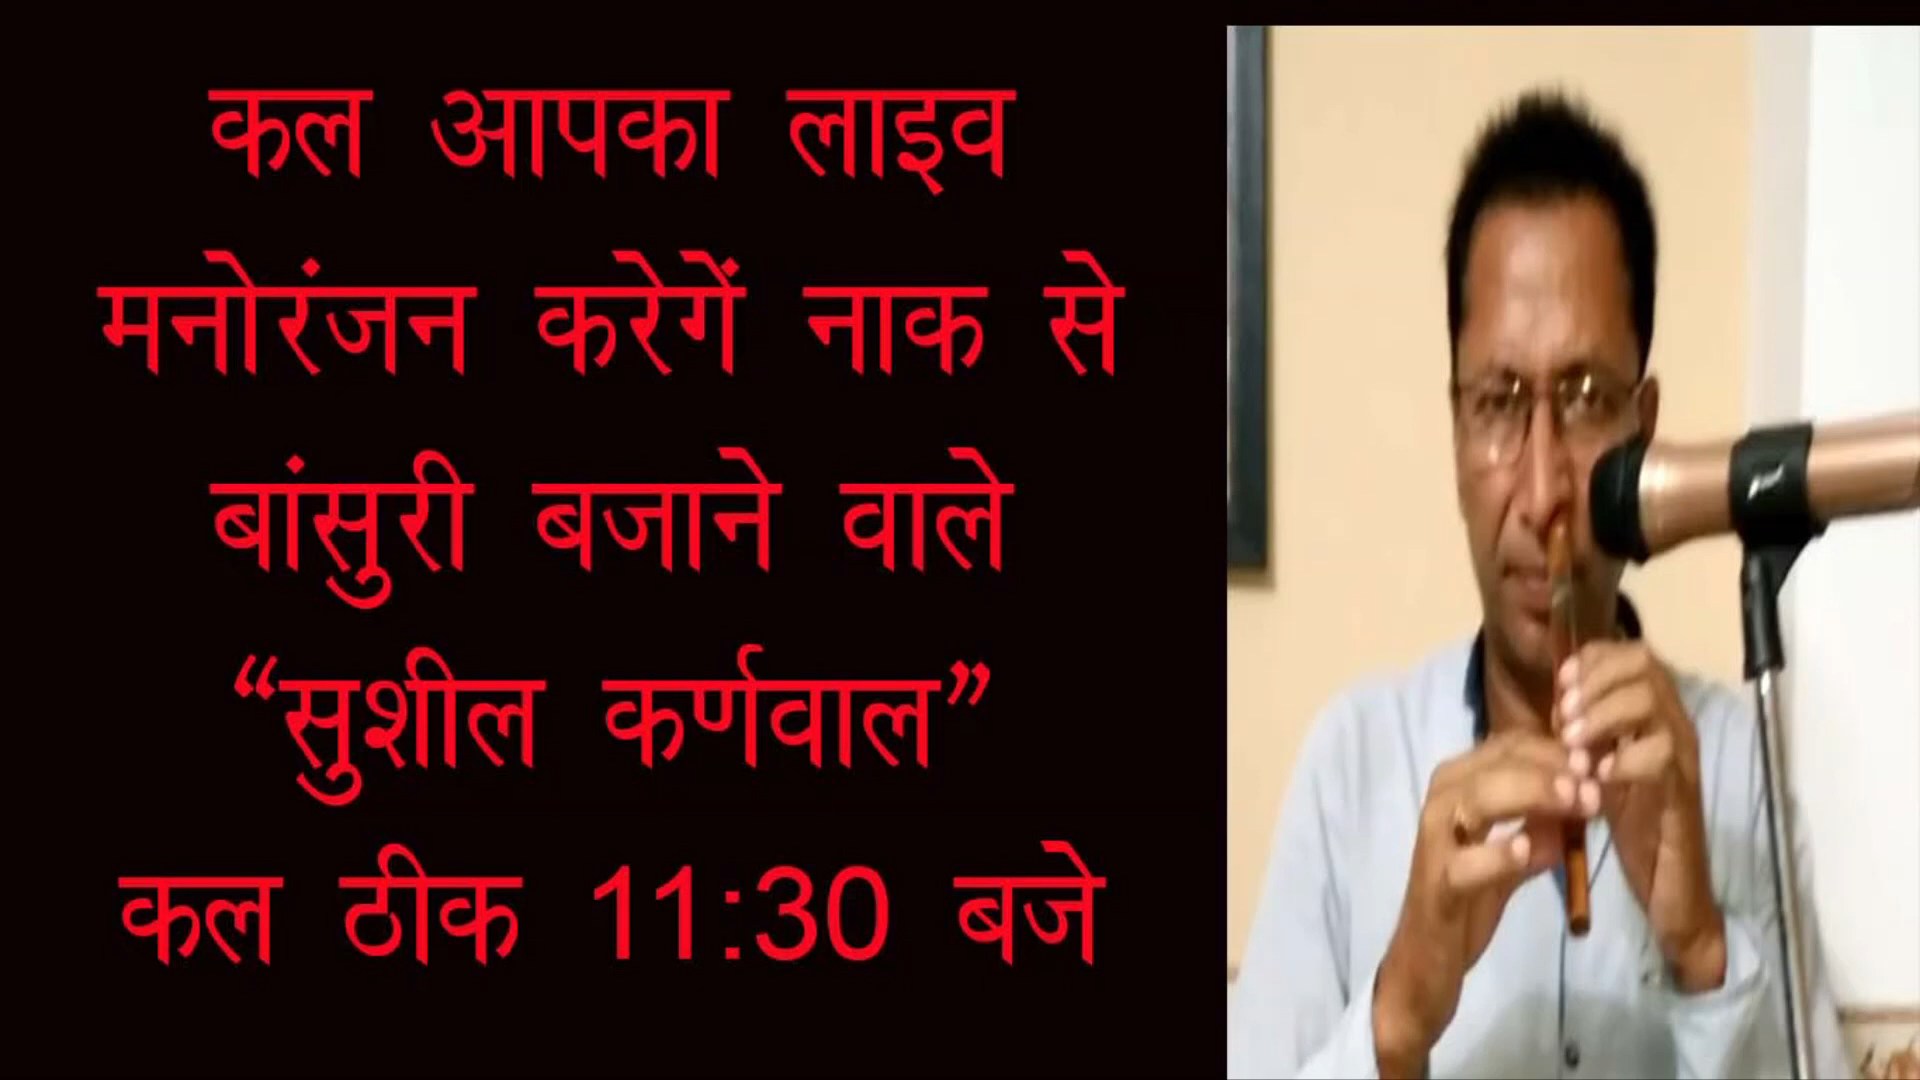 कल आपका लाइव
मनोरंजन करेगें नाक से
बांसुरी बजाने वाले
“सुशील कर्णवाल”
कल ठीक 11:30 बजे